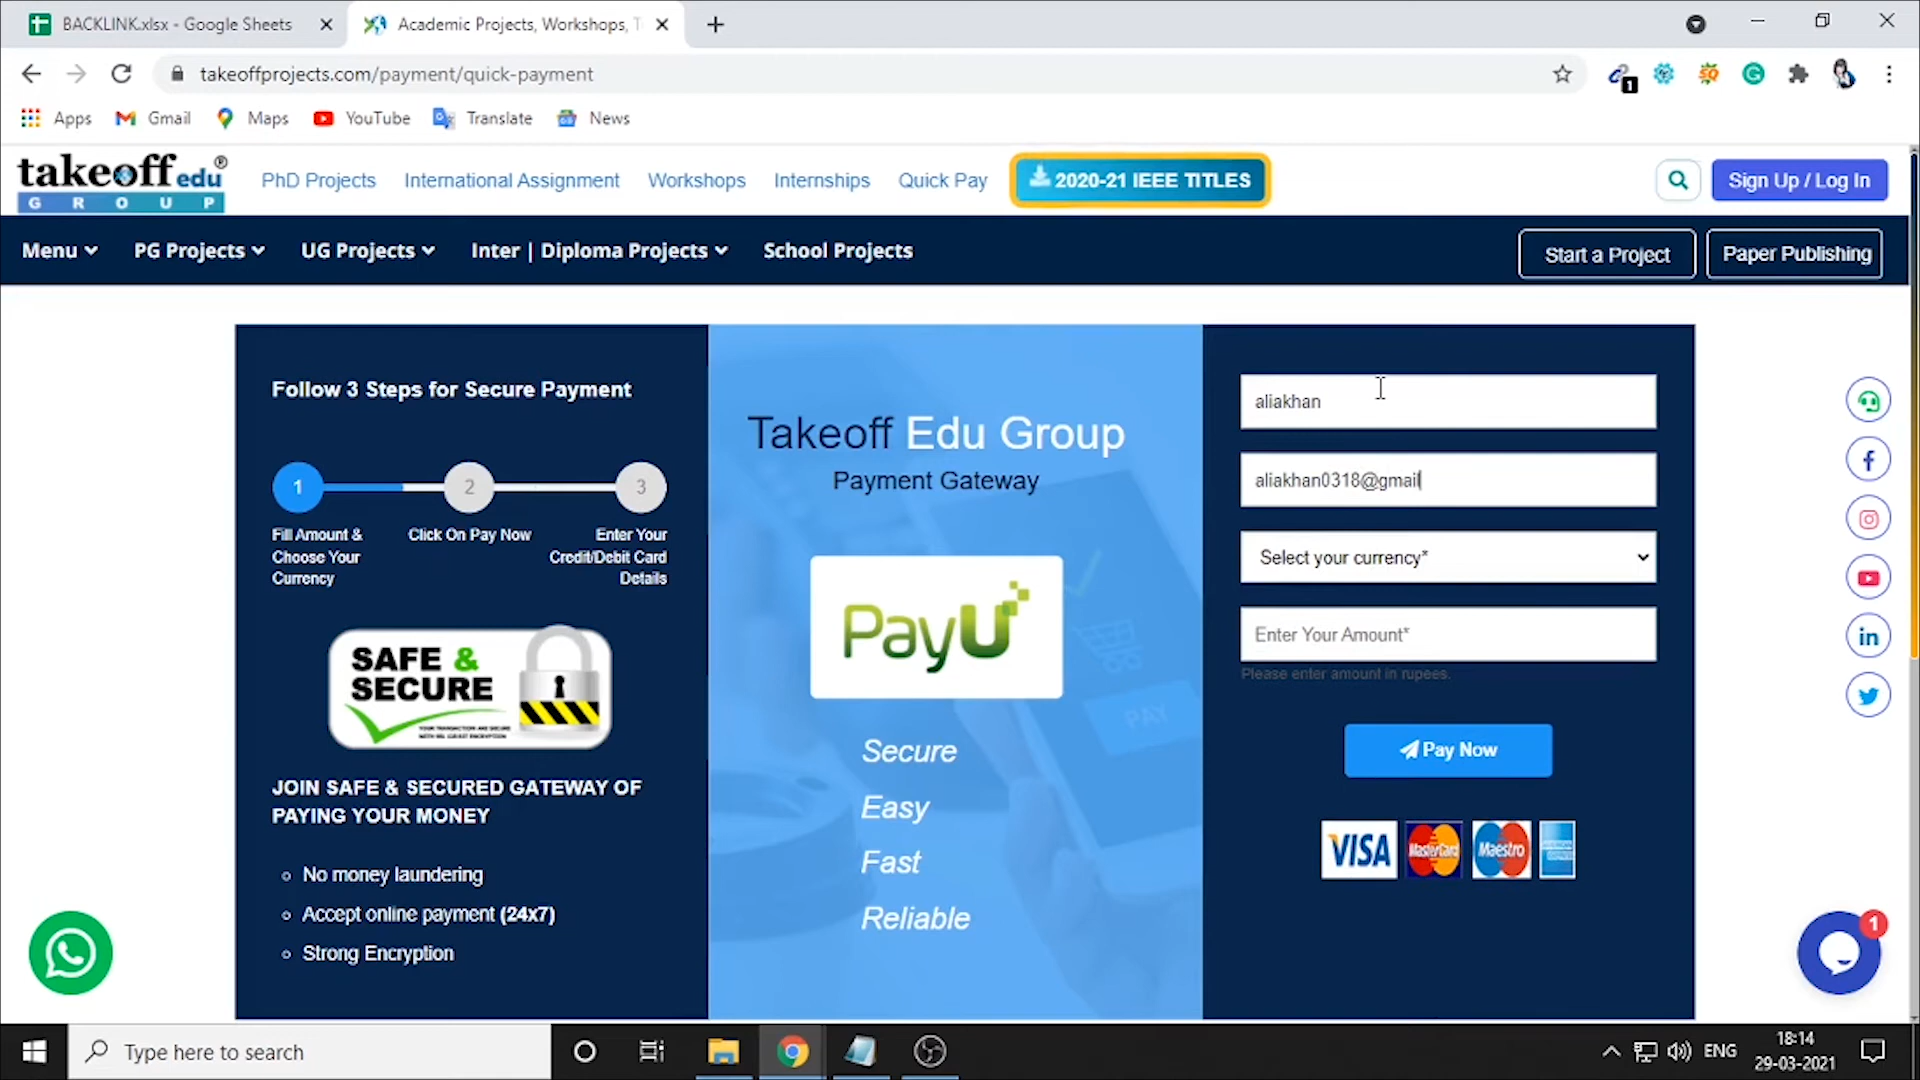 BACKLINK.xlsx - Google Sheets
Academic Projects, Workshops, T
takeoffprojects.com/payment/quick-payment
1
Apps
Gmail
Maps
YouTube
Translate
News
takeoff edu ®
GROUP
PhD Projects
International Assignment
Workshops
Internships
Quick Pay
2020-21 IEEE TITLES
Sign Up / Log In
Menu
PG Projects
UG Projects
Inter | Diploma Projects
School Projects
Start a Project
Paper Publishing
Follow 3 Steps for Secure Payment
1
2
3
Fill Amount &
Choose Your
Currency
Click On Pay Now
Enter Your
Credit/Debit Card
Details
SAFE &
SECURE
JOIN SAFE & SECURED GATEWAY OF
PAYING YOUR MONEY
No money laundering
Accept online payment (24x7)
Strong Encryption
Takeoff Edu Group
Payment Gateway
PayU
PAY
Secure
Easy
Fast
Reliable
aliakhan
aliakhan0318@gmail
Select your currency*
Enter Your Amount*
Please enter amount in rupees.
Pay Now
VISA
MasterCard
Maestro
1
Type here to search
ENG
18:14
29-03-2021